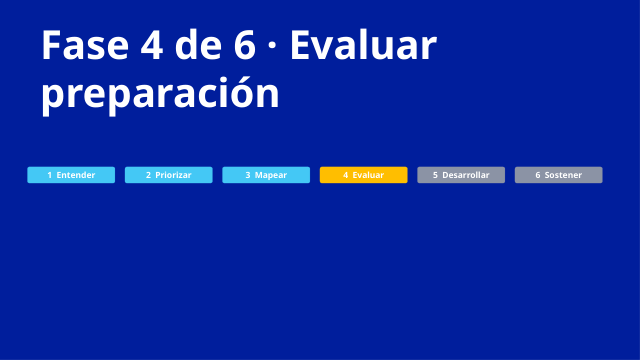 Fase 4 de 6 · Evaluar
preparación
1 Entender
2 Priorizar
3 Mapear
4 Evaluar
5 Desarrollar
6 Sostener